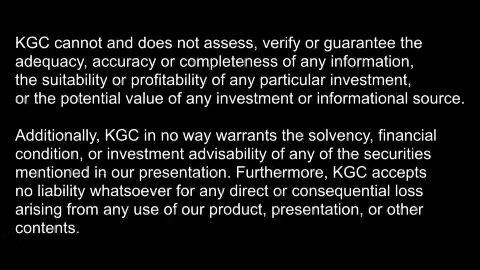 KGC cannot and does not assess, verify or guarantee the
adequacy, accuracy or completeness of any information,
the suitability or profitability of any particular investment,
or the potential value of any investment or informational source.
Additionally, KGC in no way warrants the solvency, financial
condition, or investment advisability of any of the securities
mentioned in our presentation. Furthermore, KGC accepts
no liability whatsoever for any direct or consequential loss
arising from any use of our product, presentation, or other
contents.